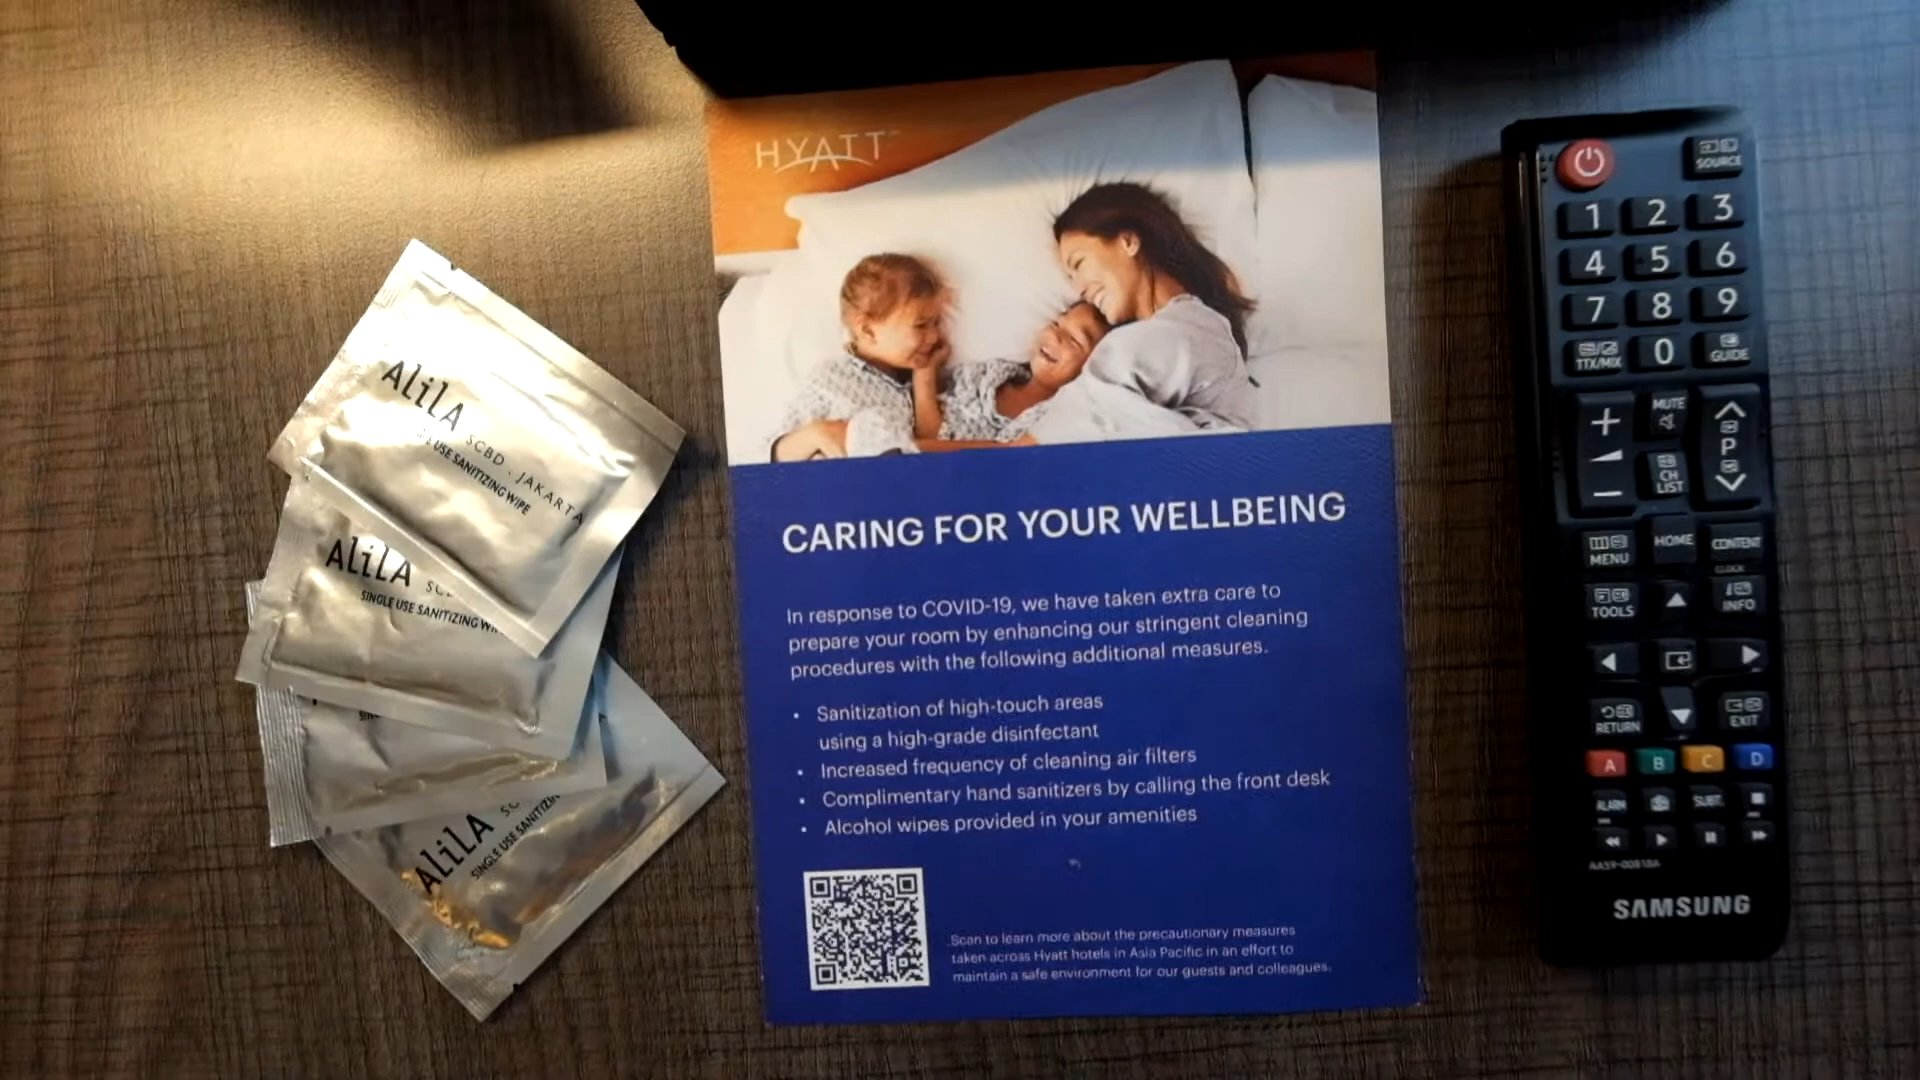 ALiLA SCBD . JAKARTA
USE SANITIZING WIPE
ALiLA
SINGLE USE SANITIZING
ALiLA
SINGLE USE
HYATT
CARING FOR YOUR WELLBEING
In response to COVID-19, we have taken extra care to
prepare your room by enhancing our stringent cleaning
procedures with the following additional measures.
• Sanitization of high-touch areas
using a high-grade disinfectant
• Increased frequency of cleaning air filters
• Complimentary hand sanitizers by calling the front desk
• Alcohol wipes provided in your amenities
Scan to learn more about the precautionary measures
taken across Hyatt hotels in Asia Pacific in an effort to
maintain a safe environment for our guests and colleagues.
SOURCE
1 2 3
4 5 6
7 8 9
TTX/MIX 0 GUIDE
+ MUTE
P
− CH LIST
MENU HOME CONTENT
CLOCK
TOOLS INFO
RETURN EXIT
A B C D
ALARM SUBT.
AA59-00818A
SAMSUNG